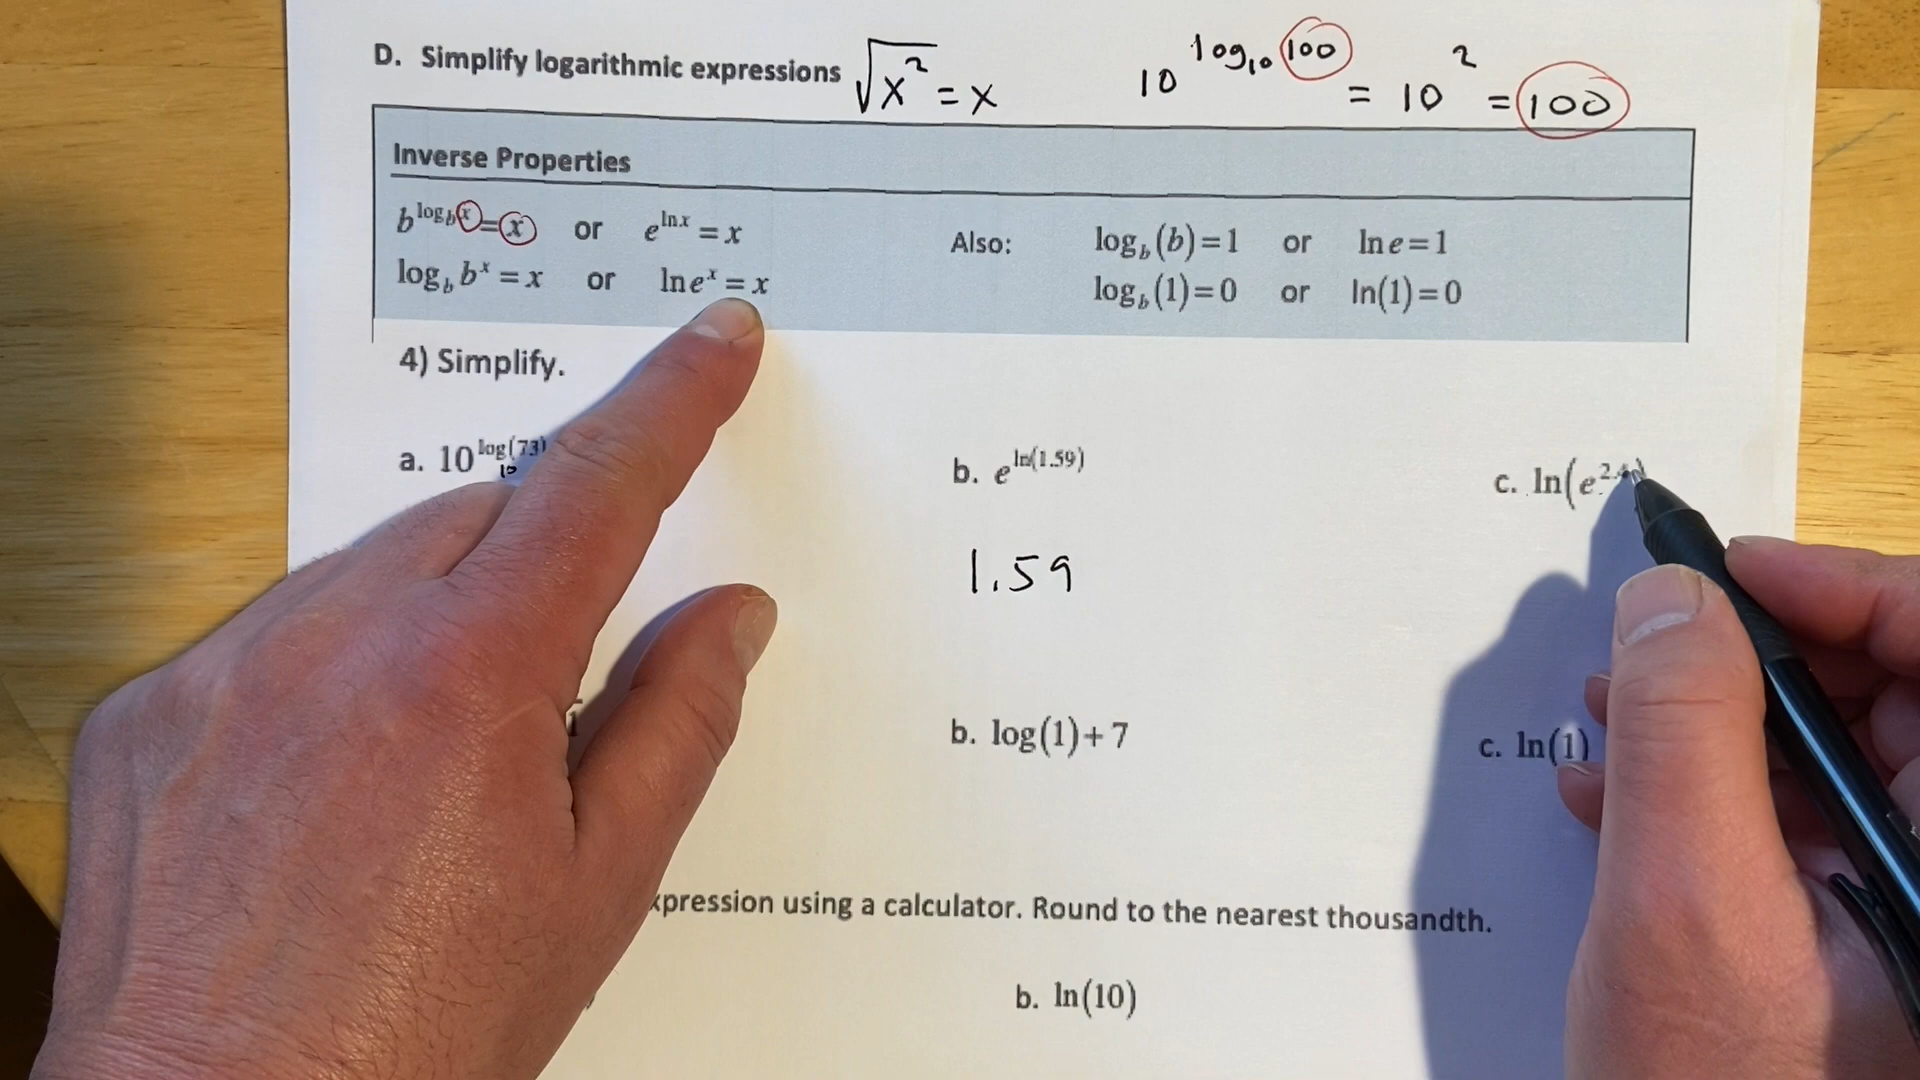 D. Simplify logarithmic expressions √x² = x
10^log₁₀ 100 = 10² = 100
Inverse Properties
b^log_b x = x or e^ln x = x Also: log_b (b) = 1 or ln e = 1
log_b b^x = x or ln e^x = x log_b (1) = 0 or ln(1) = 0
4) Simplify.
a. 10^log(73) b. e^ln(1.59) c. ln(e
10
1.59
b. log(1) + 7 c. ln(1)
using a calculator. Round to the nearest thousandth.
b. ln(10)